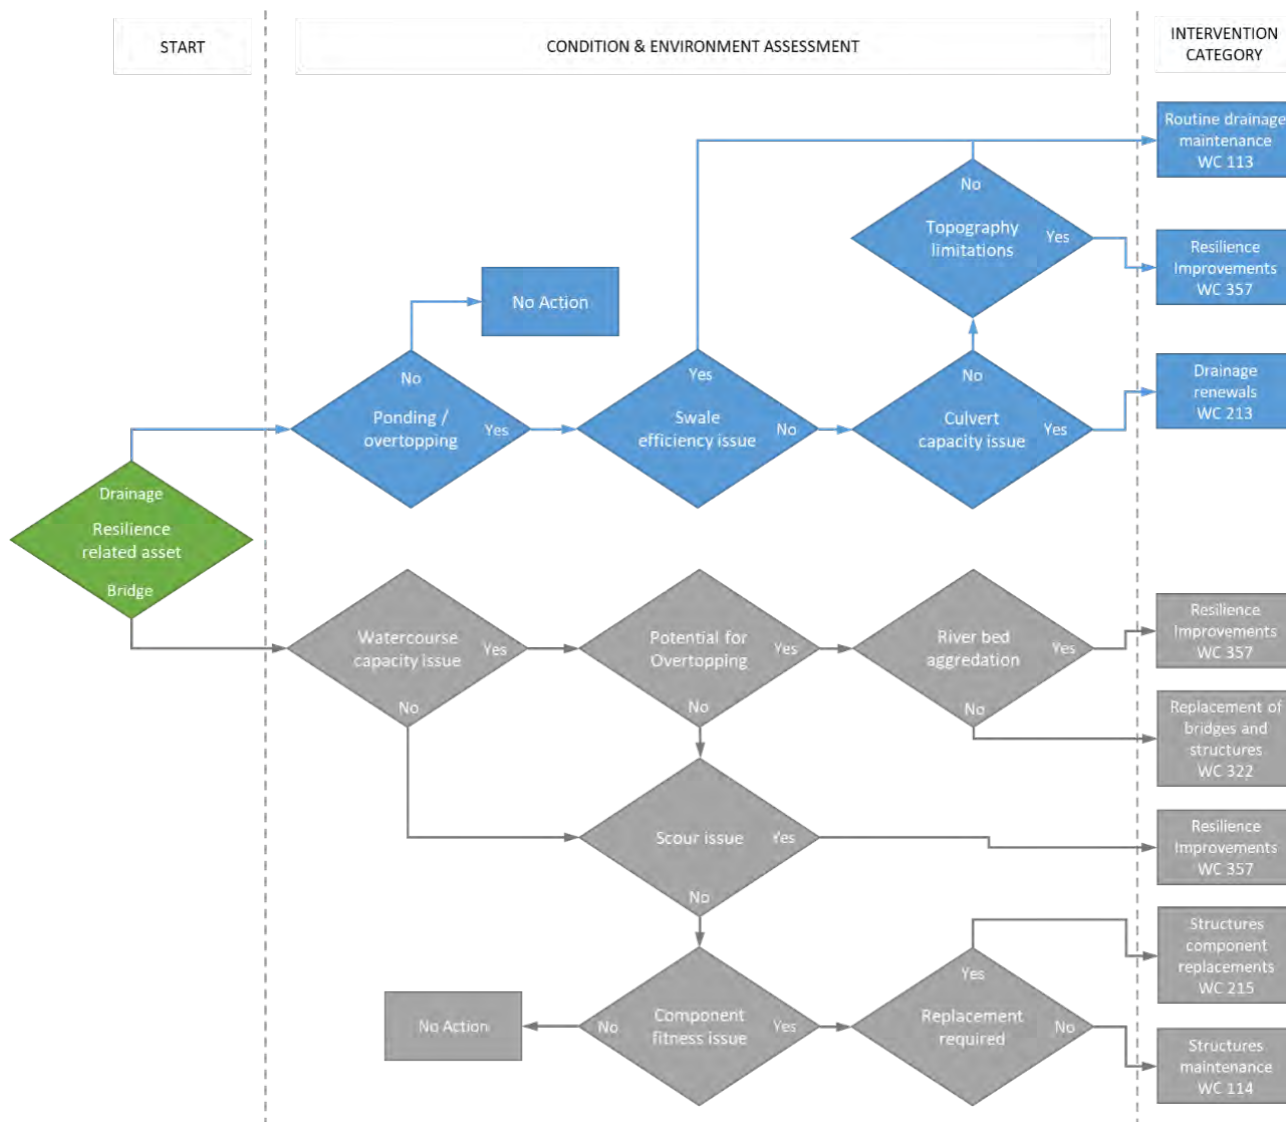 START
CONDITION & ENVIRONMENT ASSESSMENT
INTERVENTION
CATEGORY
Routine drainage
maintenance
WC 113
No
Topography
limitations
Yes
Resilience
Improvements
WC 357
No Action
No
Ponding /
overtopping
Yes
Yes
Swale
efficiency issue
No
No
Culvert
capacity issue
Yes
Drainage
renewals
WC 213
Drainage
Resilience
related asset
Bridge
Watercourse
capacity issue
Yes
No
Potential for
Overtopping
Yes
No
River bed
aggredation
Yes
No
Resilience
Improvements
WC 357
Replacement of
bridges and
structures
WC 322
Scour issue
Yes
No
Resilience
Improvements
WC 357
No Action
No
Component
fitness issue
Yes
Yes
Replacement
required
No
Structures
component
replacements
WC 215
Structures
maintenance
WC 114